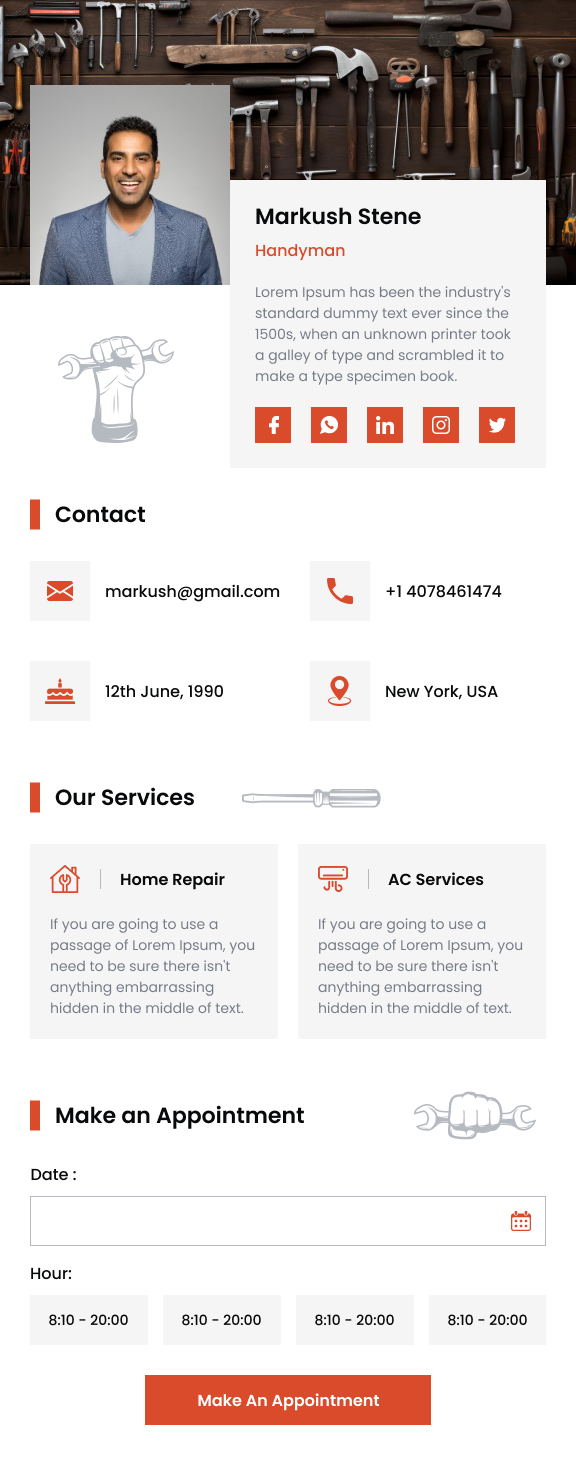 Markush Stene
Handyman
Lorem Ipsum has been the industry's
standard dummy text ever since the
1500s, when an unknown printer took
a galley of type and scrambled it to
make a type specimen book.
Contact
markush@gmail.com
+1 4078461474
12th June, 1990
New York, USA
Our Services
Home Repair
If you are going to use a
passage of Lorem Ipsum, you
need to be sure there isn't
anything embarrassing
hidden in the middle of text.
AC Services
If you are going to use a
passage of Lorem Ipsum, you
need to be sure there isn't
anything embarrassing
hidden in the middle of text.
Make an Appointment
Date :
Hour:
8:10 - 20:00
8:10 - 20:00
8:10 - 20:00
8:10 - 20:00
Make An Appointment